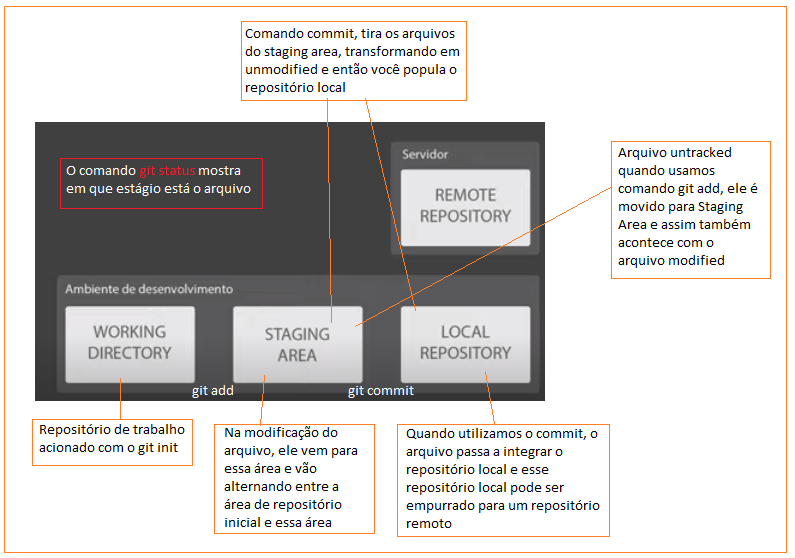 Comando commit, tira os arquivos
do staging area, transformando em
unmodified e então você popula o
repositório local
O comando git status mostra
em que estágio está o arquivo
Servidor
REMOTE
REPOSITORY
Arquivo untracked
quando usamos
comando git add, ele é
movido para Staging
Area e assim também
acontece com o
arquivo modified
Ambiente de desenvolvimento
WORKING
DIRECTORY
STAGING
AREA
LOCAL
REPOSITORY
git add
git commit
Repositório de trabalho
acionado com o git init
Na modificação do
arquivo, ele vem para
essa área e vão
alternando entre a
área de repositório
inicial e essa área
Quando utilizamos o commit, o
arquivo passa a integrar o
repositório local e esse
repositório local pode ser
empurrado para um repositório
remoto